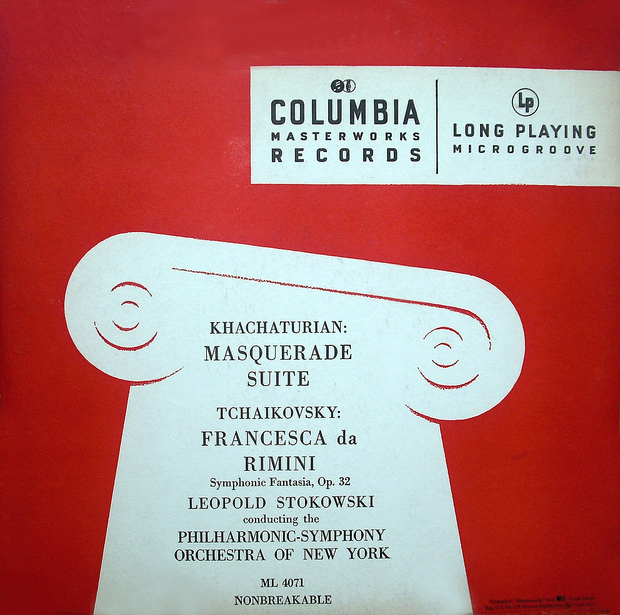 COLUMBIA
MASTERWORKS
RECORDS
LP
LONG PLAYING
MICROGROOVE
KHACHATURIAN:
MASQUERADE
SUITE
TCHAIKOVSKY:
FRANCESCA da
RIMINI
Symphonic Fantasia, Op. 32
LEOPOLD STOKOWSKI
conducting the
PHILHARMONIC-SYMPHONY
ORCHESTRA OF NEW YORK
ML 4071
NONBREAKABLE